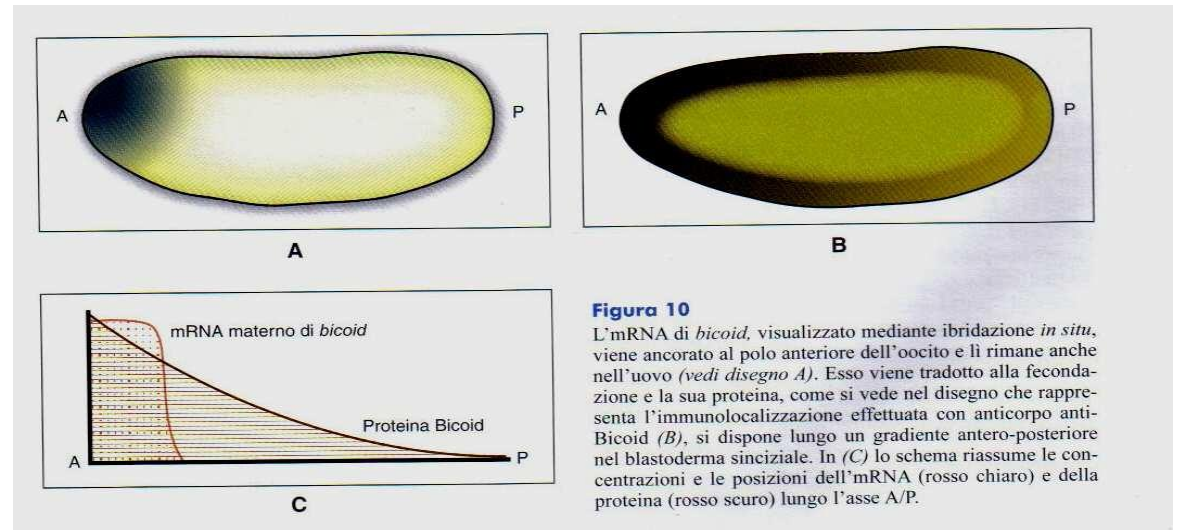 A
P
A
A
P
B
mRNA materno di bicoid
Proteina Bicoid
A
P
C
Figura 10
L'mRNA di bicoid, visualizzato mediante ibridazione in situ,
viene ancorato al polo anteriore dell'oocito e lì rimane anche
nell'uovo (vedi disegno A). Esso viene tradotto alla feconda-
zione e la sua proteina, come si vede nel disegno che rappre-
senta l'immunolocalizzazione effettuata con anticorpo anti-
Bicoid (B), si dispone lungo un gradiente antero-posteriore
nel blastoderma sinciziale. In (C) lo schema riassume le con-
centrazioni e le posizioni dell'mRNA (rosso chiaro) e della
proteina (rosso scuro) lungo l'asse A/P.